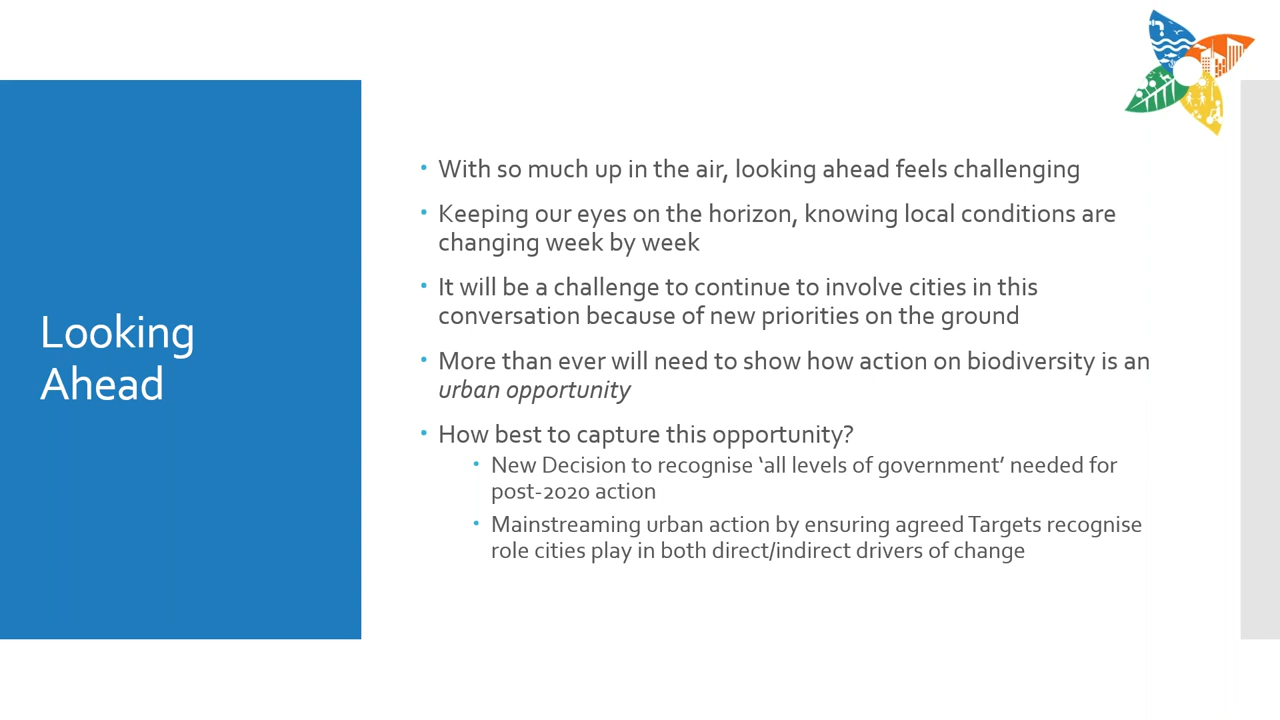 Looking
Ahead
• With so much up in the air, looking ahead feels challenging
• Keeping our eyes on the horizon, knowing local conditions are
changing week by week
• It will be a challenge to continue to involve cities in this
conversation because of new priorities on the ground
• More than ever will need to show how action on biodiversity is an
urban opportunity
• How best to capture this opportunity?
• New Decision to recognise ‘all levels of government’ needed for
post-2020 action
• Mainstreaming urban action by ensuring agreed Targets recognise
role cities play in both direct/indirect drivers of change